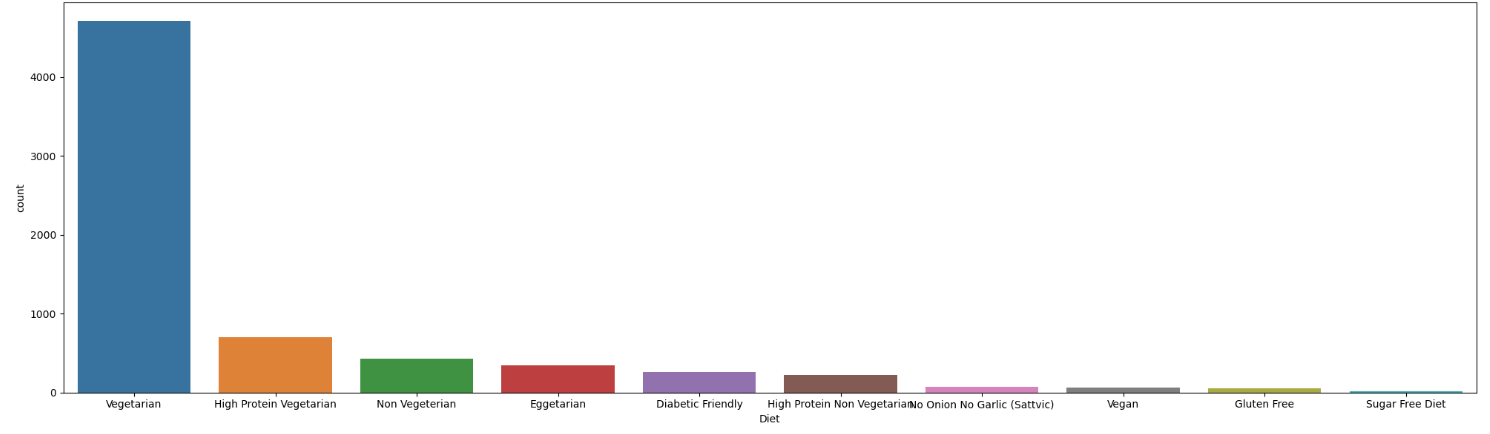 4000
3000
2000
1000
0
count
Vegetarian High Protein Vegetarian Non Vegeterian Eggetarian Diabetic Friendly High Protein Non Vegetarian No Onion No Garlic (Sattvic) Vegan Gluten Free Sugar Free Diet
Diet